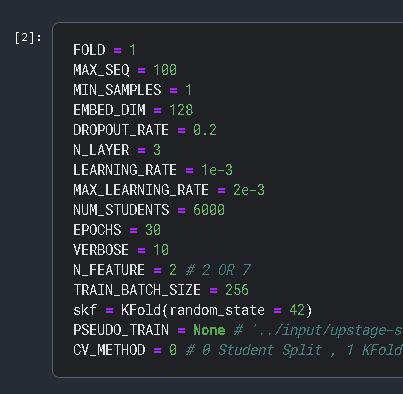 [2]:
FOLD = 1
MAX_SEQ = 100
MIN_SAMPLES = 1
EMBED_DIM = 128
DROPOUT_RATE = 0.2
N_LAYER = 3
LEARNING_RATE = 1e-3
MAX_LEARNING_RATE = 2e-3
NUM_STUDENTS = 6000
EPOCHS = 30
VERBOSE = 10
N_FEATURE = 2 # 2 OR 7
TRAIN_BATCH_SIZE = 256
skf = KFold(random_state = 42)
PSEUDO_TRAIN = None # '../input/upstage-s
CV_METHOD = 0 # 0 Student Split , 1 KFold